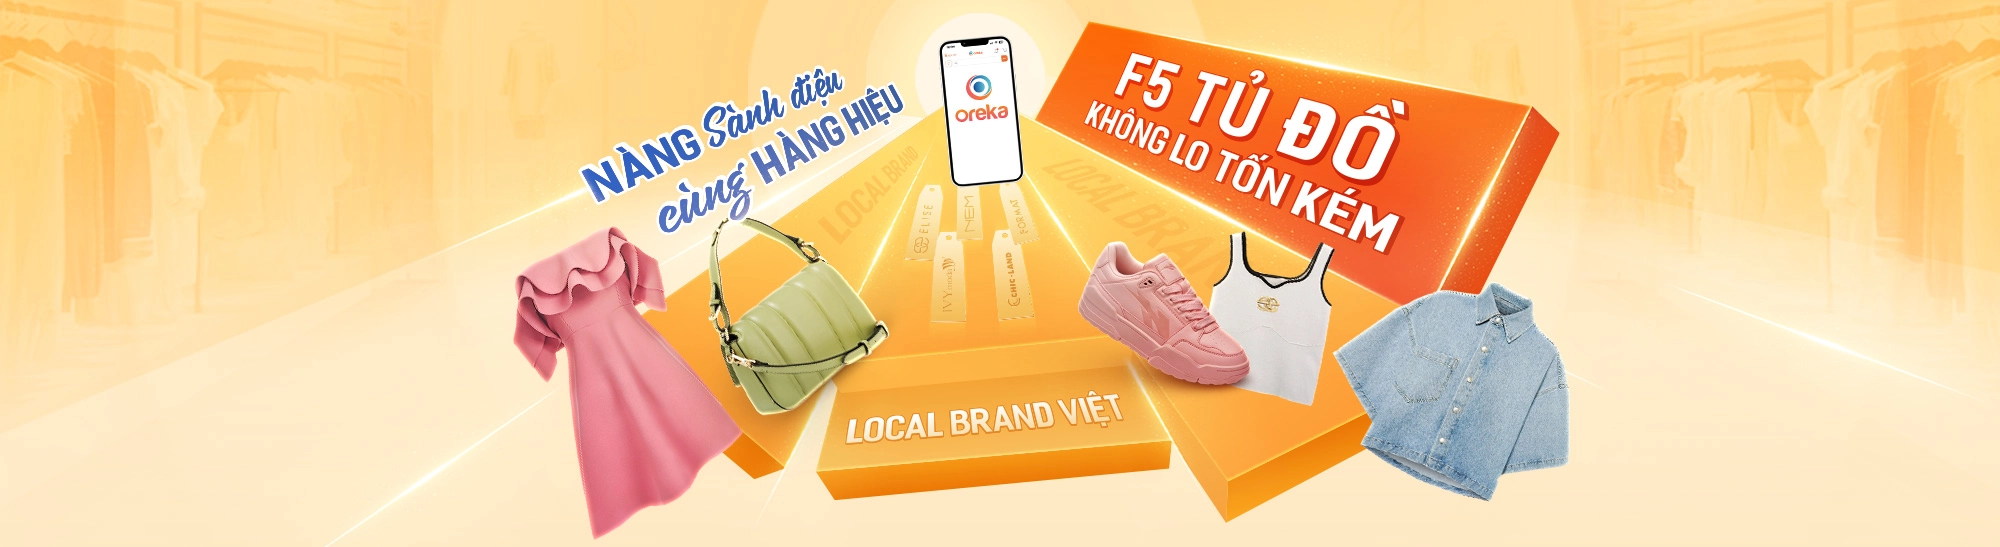 NÀNG Sành điệu
cùng HÀNG HIỆU
oreka
F5 TỦ ĐỒ
KHÔNG LO TỐN KÉM
LOCAL BRAND
LOCAL BRAND
ELISE
NEM
FORMAT
IVY moda
CHIC-LAND
LOCAL BRAND VIỆT